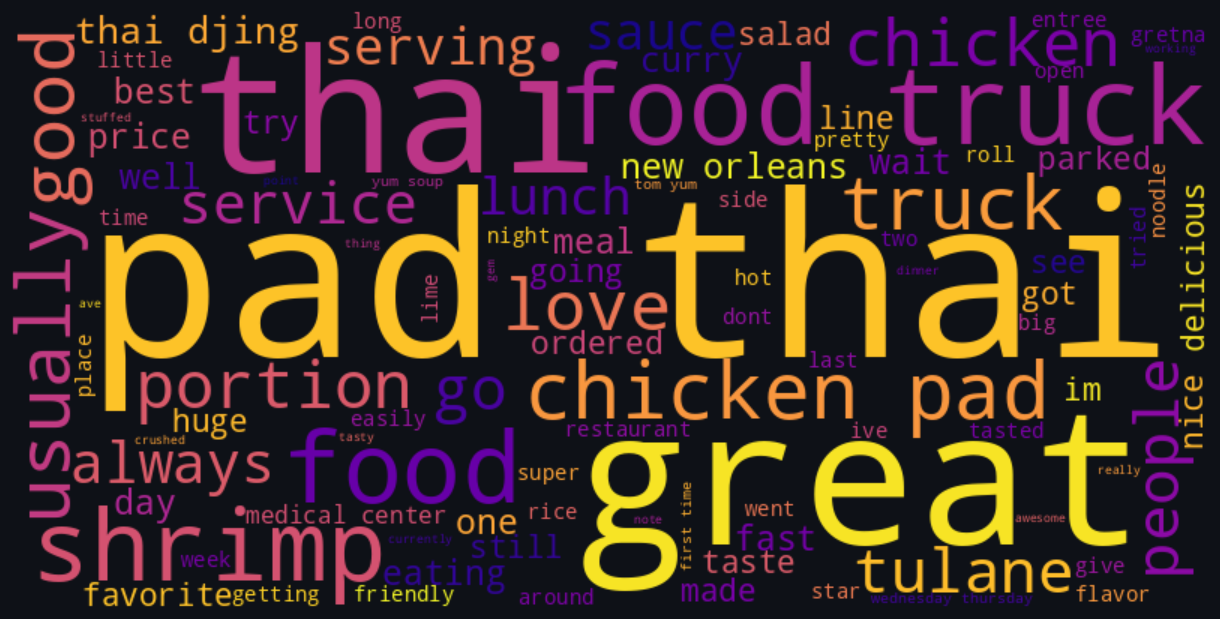 thai djing
long
serving
sauce
salad
chicken
entree
gretna
working
good
little
best
thai
food
curry
open
truck
stuffed
price
try
line
pretty
new orleans
wait
roll
parked
well
point
yum soup
lunch
tom yum
side
truck
noodle
delicious
service
time
usually
pad thai
thing
night
meal
gem
going
love
hot
two
dinner
see
tried
got
big
ave
lime
dont
ordered
last
place
portion
go
chicken pad
im
nice
people
huge
easily
crushed
tasty
restaurant
ive
tasted
always
food
super
great
really
day
medical center
one
rice
note
first time
went
awesome
shrimp
week
currently
still
eating
fast
taste
tulane
give
favorite
getting
friendly
around
made
star
wednesday thursday
flavor